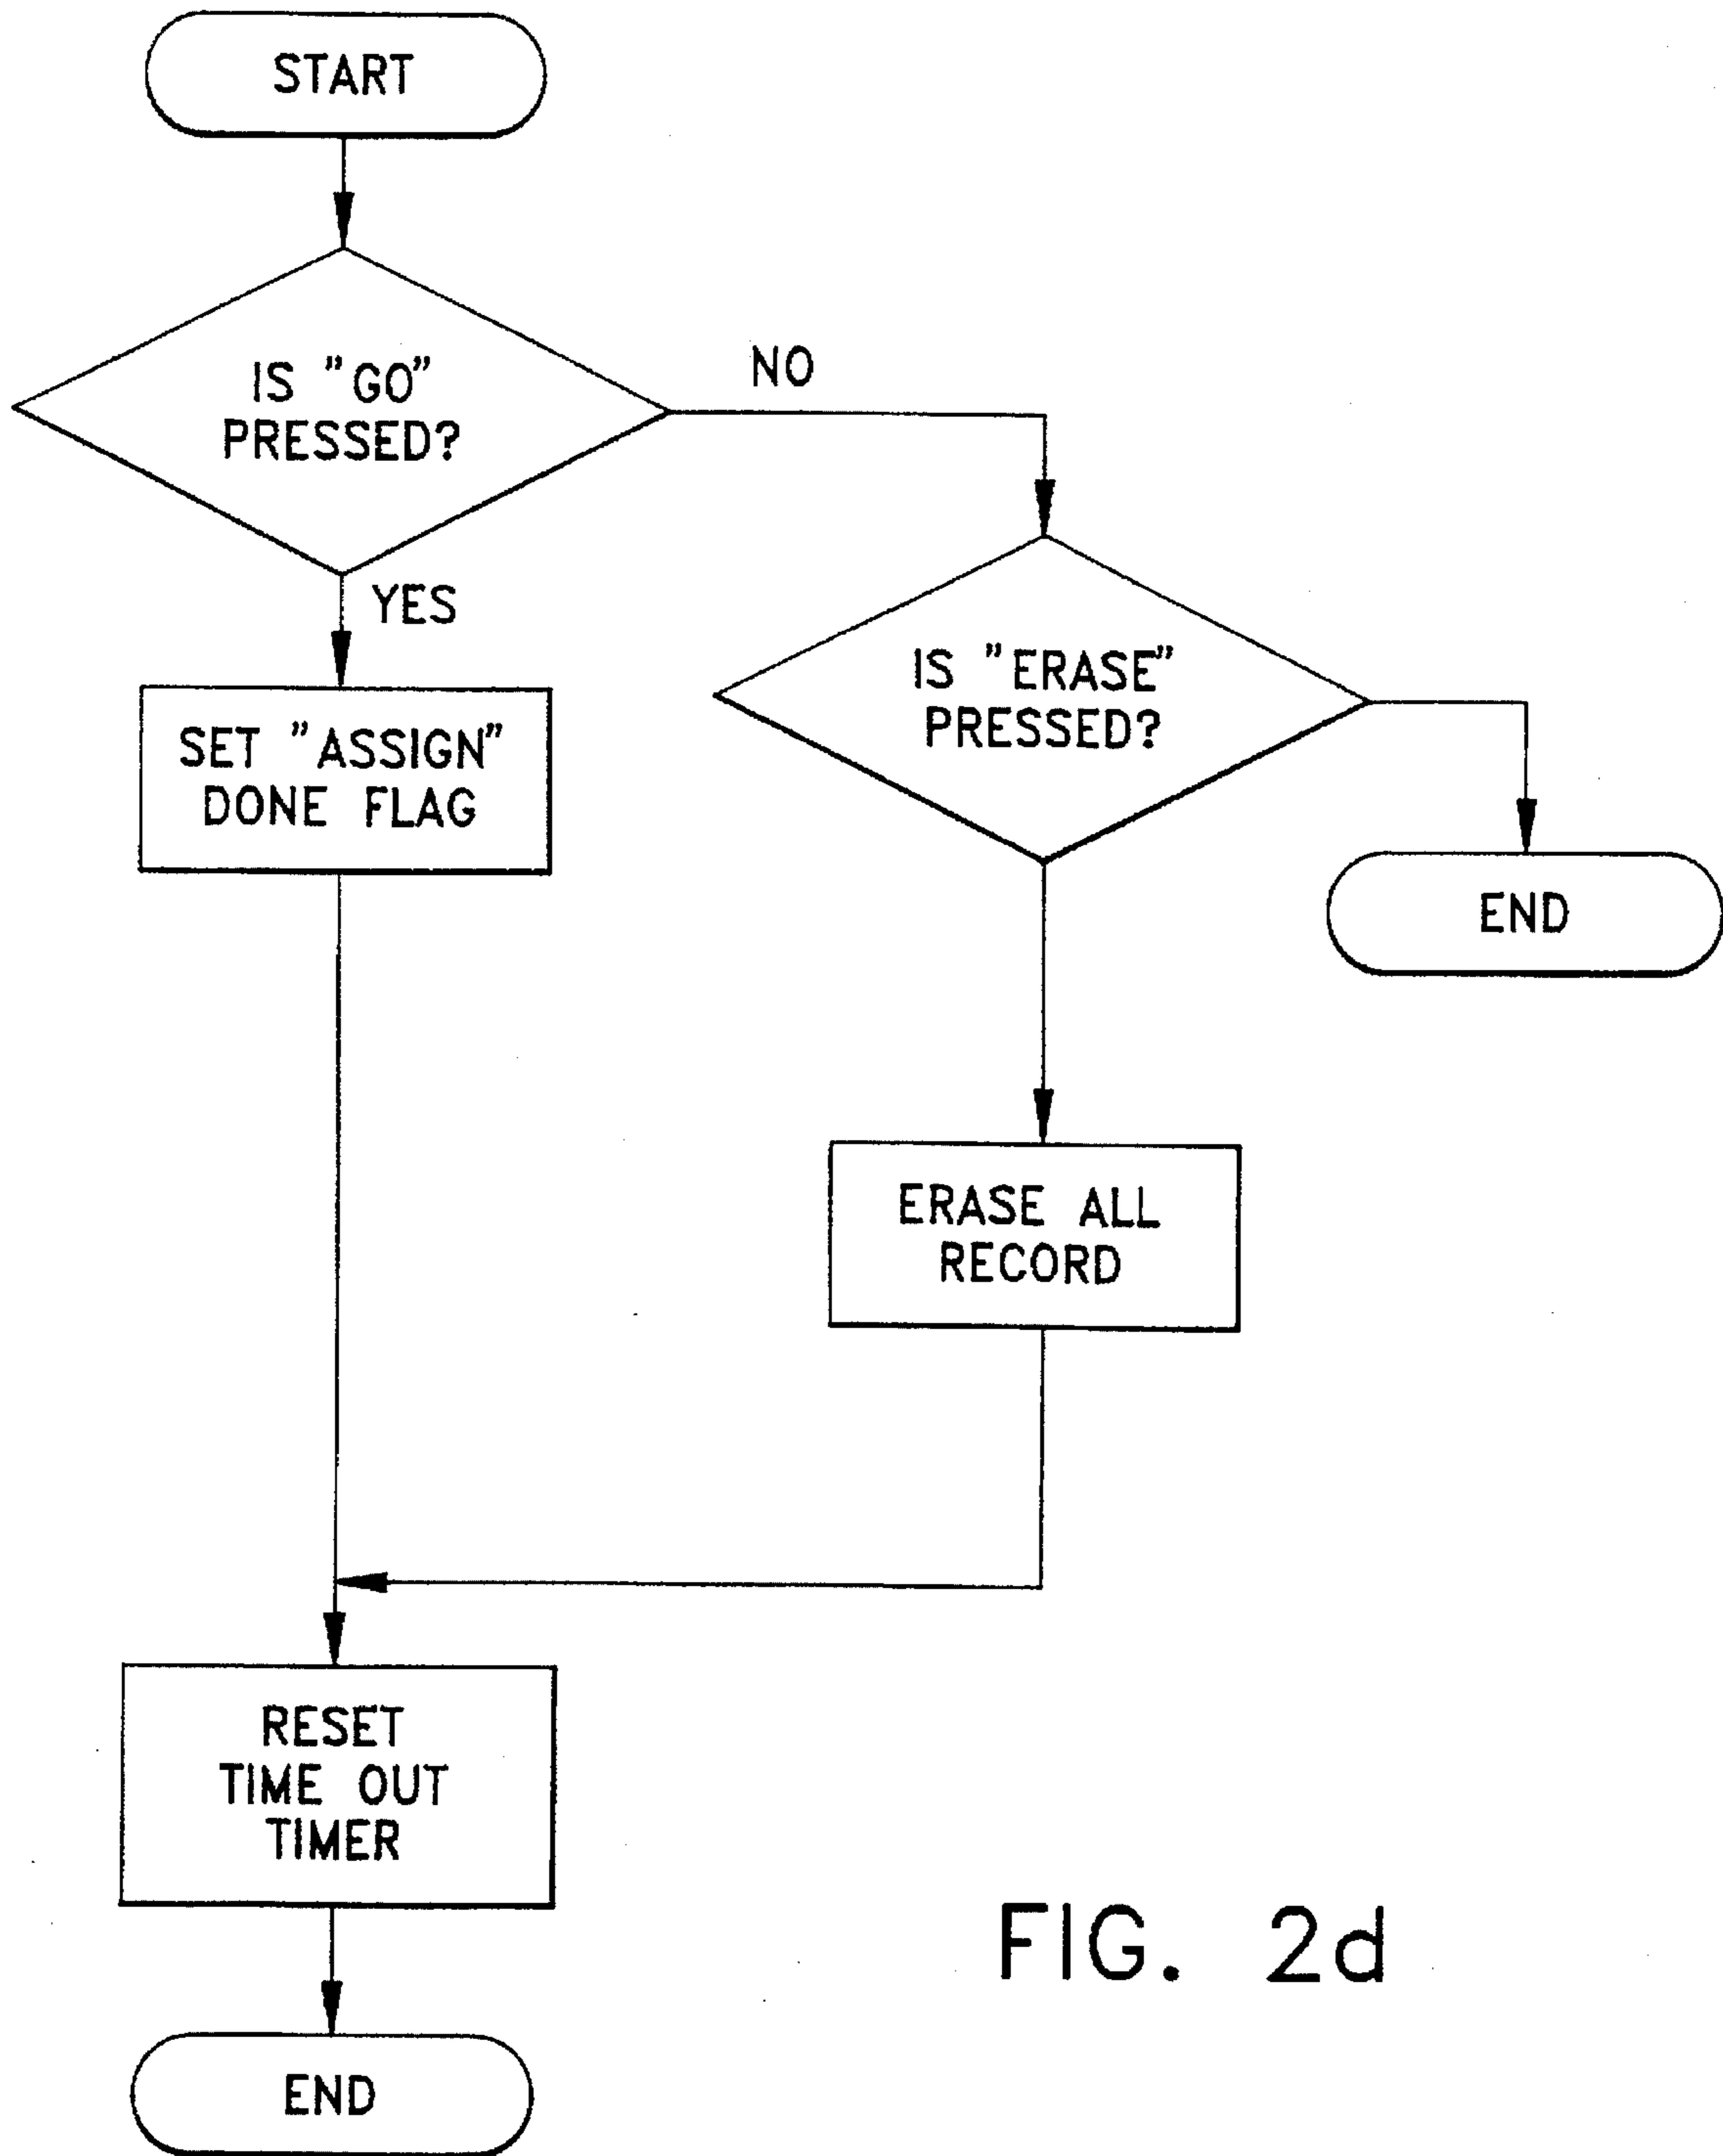 START
IS "GO"
PRESSED?
NO
YES
SET "ASSIGN"
DONE FLAG
IS "ERASE"
PRESSED?
END
ERASE ALL
RECORD
RESET
TIME OUT
TIMER
END
FIG. 2d